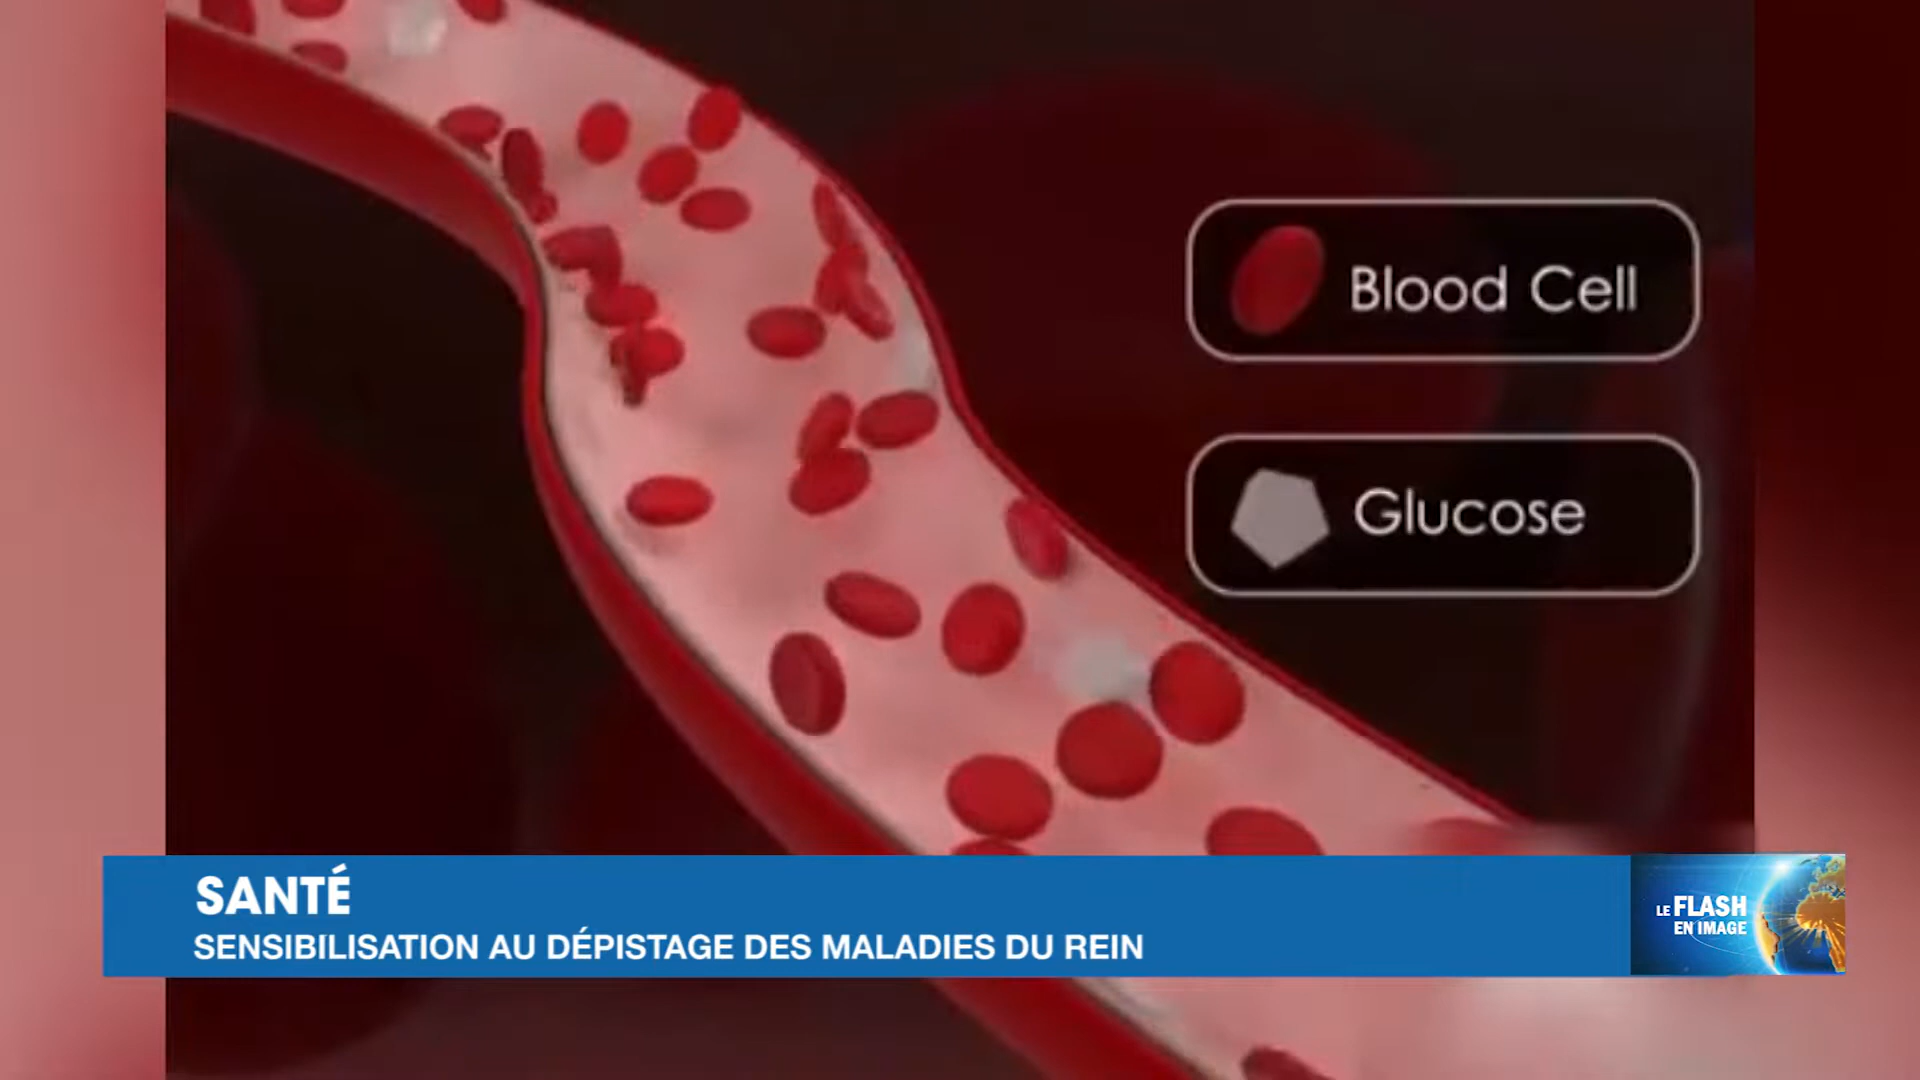 Blood Cell
Glucose
SANTÉ
SENSIBILISATION AU DÉPISTAGE DES MALADIES DU REIN
LE FLASH
EN IMAGE